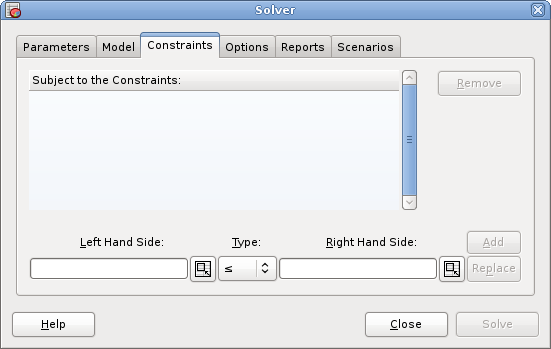 Solver
Parameters Model Constraints Options Reports Scenarios
Subject to the Constraints:
Remove
Left Hand Side: Type: Right Hand Side: Add
≤ Replace
Help Close Solve